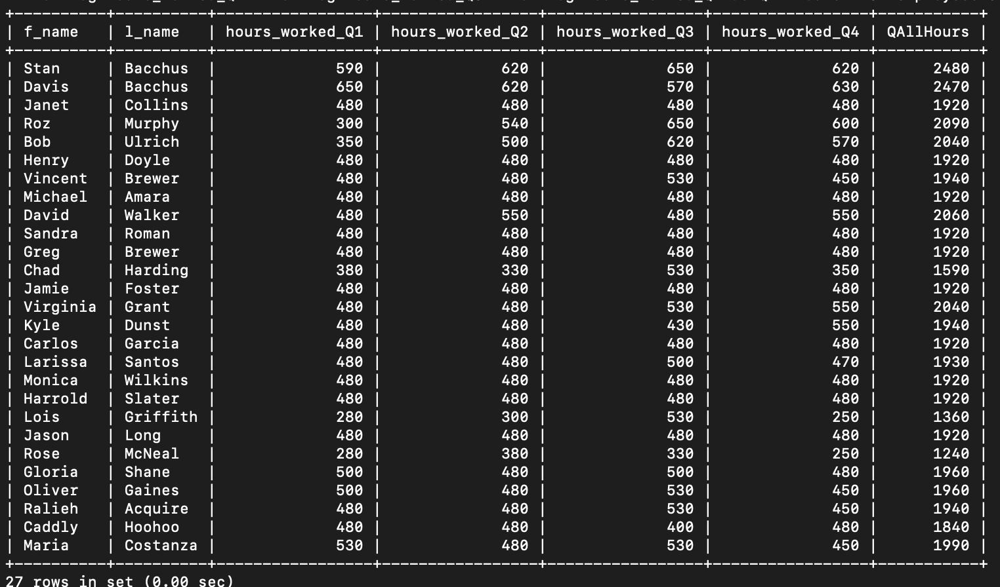 +----------+----------+-----------------+-----------------+-----------------+-----------------+-----------+
| f_name   | l_name   | hours_worked_Q1 | hours_worked_Q2 | hours_worked_Q3 | hours_worked_Q4 | QAllHours |
+----------+----------+-----------------+-----------------+-----------------+-----------------+-----------+
| Stan     | Bacchus  |             590 |             620 |             650 |             620 |      2480 |
| Davis    | Bacchus  |             650 |             620 |             570 |             630 |      2470 |
| Janet    | Collins  |             480 |             480 |             480 |             480 |      1920 |
| Roz      | Murphy   |             300 |             540 |             650 |             600 |      2090 |
| Bob      | Ulrich   |             350 |             500 |             620 |             570 |      2040 |
| Henry    | Doyle    |             480 |             480 |             480 |             480 |      1920 |
| Vincent  | Brewer   |             480 |             480 |             530 |             450 |      1940 |
| Michael  | Amara    |             480 |             480 |             480 |             480 |      1920 |
| David    | Walker   |             480 |             550 |             480 |             550 |      2060 |
| Sandra   | Roman    |             480 |             480 |             480 |             480 |      1920 |
| Greg     | Brewer   |             480 |             480 |             480 |             480 |      1920 |
| Chad     | Harding  |             380 |             330 |             530 |             350 |      1590 |
| Jamie    | Foster   |             480 |             480 |             480 |             480 |      1920 |
| Virginia | Grant    |             480 |             480 |             530 |             550 |      2040 |
| Kyle     | Dunst    |             480 |             480 |             430 |             550 |      1940 |
| Carlos   | Garcia   |             480 |             480 |             480 |             480 |      1920 |
| Larissa  | Santos   |             480 |             480 |             500 |             470 |      1930 |
| Monica   | Wilkins  |             480 |             480 |             480 |             480 |      1920 |
| Harrold  | Slater   |             480 |             480 |             480 |             480 |      1920 |
| Lois     | Griffith |             280 |             300 |             530 |             250 |      1360 |
| Jason    | Long     |             480 |             480 |             480 |             480 |      1920 |
| Rose     | McNeal   |             280 |             380 |             330 |             250 |      1240 |
| Gloria   | Shane    |             500 |             480 |             500 |             480 |      1960 |
| Oliver   | Gaines   |             500 |             480 |             530 |             450 |      1960 |
| Ralieh   | Acquire  |             480 |             480 |             530 |             450 |      1940 |
| Caddly   | Hoohoo   |             480 |             480 |             400 |             480 |      1840 |
| Maria    | Costanza |             530 |             480 |             530 |             450 |      1990 |
+----------+----------+-----------------+-----------------+-----------------+-----------------+-----------+
27 rows in set (0.00 sec)